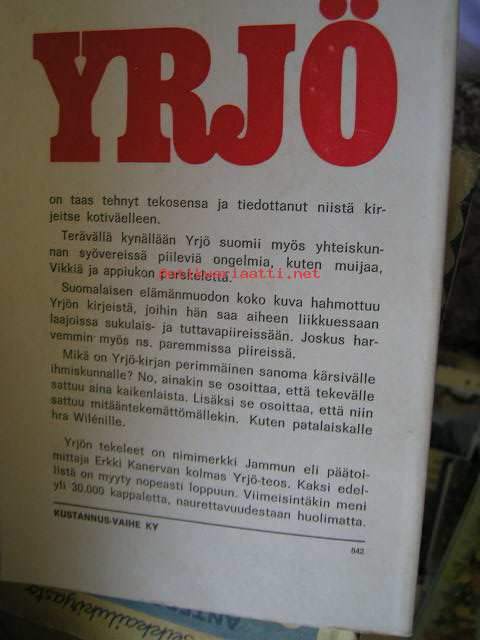 YRJÖ
on taas tehnyt tekosensa ja tiedottanut niistä kir-
jeitse kotiväelleen.
Terävällä kynällään Yrjö suomii myös yhteiskun-
nan syövereissä piileviä ongelmia, kuten muijaa,
Vikkiä ja appiukon perskellettä.
antikvariaatti.net
Suomalaisen elämänmuodon koko kuva hahmottuu
Yrjön kirjeistä, joihin hän saa aiheen liikkuessaan
laajoissa sukulais- ja tuttavapiireissään. Joskus har-
vemmin myös ns. paremmissa piireissä.
Mikä on Yrjö-kirjan perimmäinen sanoma kärsivälle
ihmiskunnalle? No, ainakin se osoittaa, että tekevälle
sattuu aina kaikenlaista. Lisäksi se osoittaa, että niin
sattuu mitääntekemättömällekin. Kuten patalaiskalle
hra Wilénille.
Yrjön tekeleet on nimimerkki Jammun eli päätoi-
mittaja Erkki Kanervan kolmas Yrjö-teos. Kaksi edel-
listä on myyty nopeasti loppuun. Viimeisintäkin meni
yli 30.000 kappaletta, naurettavuudestaan huolimatta.
KUSTANNUS-VAIHE KY
842